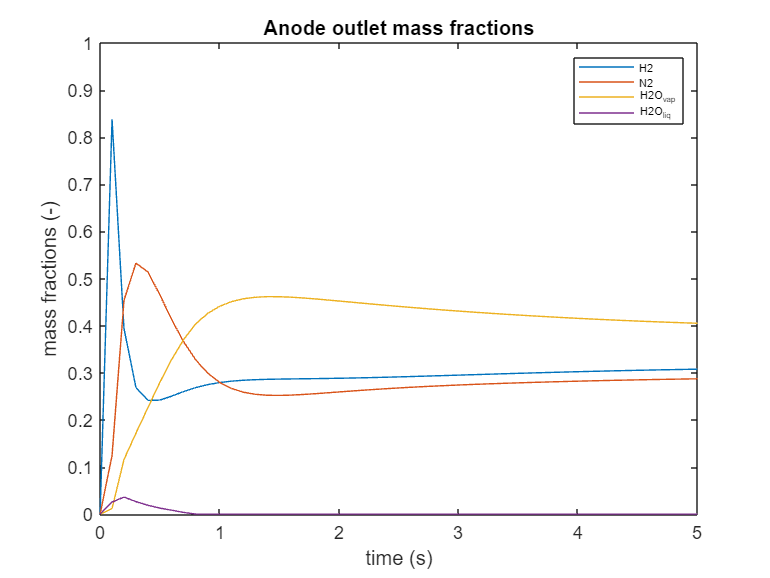 Anode outlet mass fractions
H2
N2
H2Ovap
H2Oliq
mass fractions (-)
1
0.9
0.8
0.7
0.6
0.5
0.4
0.3
0.2
0.1
0
0 1 2 3 4 5
time (s)